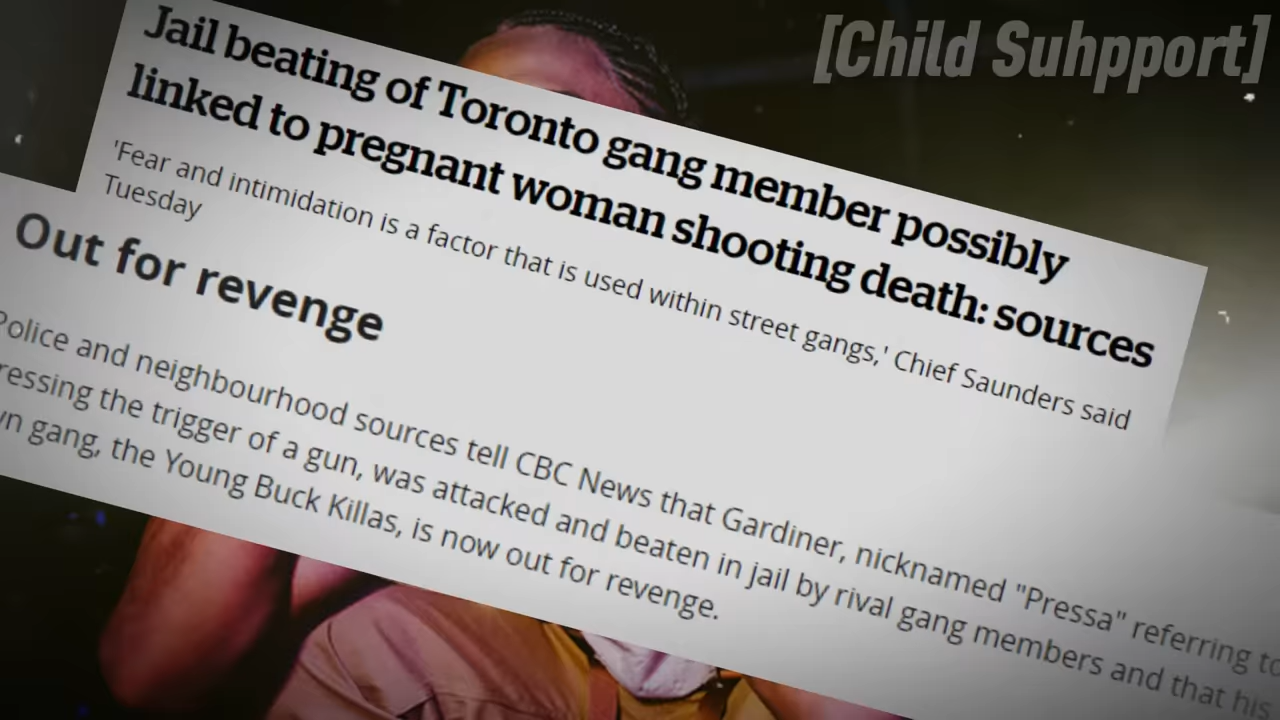 [Child Suhpport]
Jail beating of Toronto gang member possibly
linked to pregnant woman shooting death: sources
'Fear and intimidation is a factor that is used within street gangs,' Chief Saunders said
Tuesday
Out for revenge
Police and neighbourhood sources tell CBC News that Gardiner, nicknamed "Pressa" referring to
ressing the trigger of a gun, was attacked and beaten in jail by rival gang members and that his
wn gang, the Young Buck Killas, is now out for revenge.